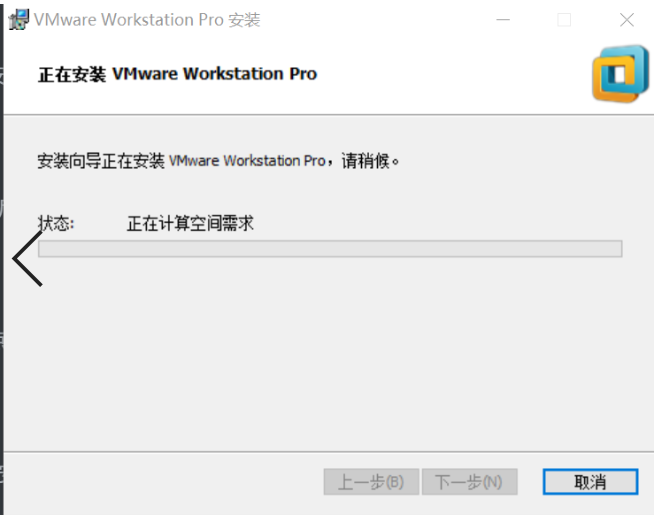 VMware Workstation Pro 安装
正在安装 VMware Workstation Pro
安装向导正在安装 VMware Workstation Pro，请稍候。
状态: 正在计算空间需求
上一步(B) 下一步(N) 取消